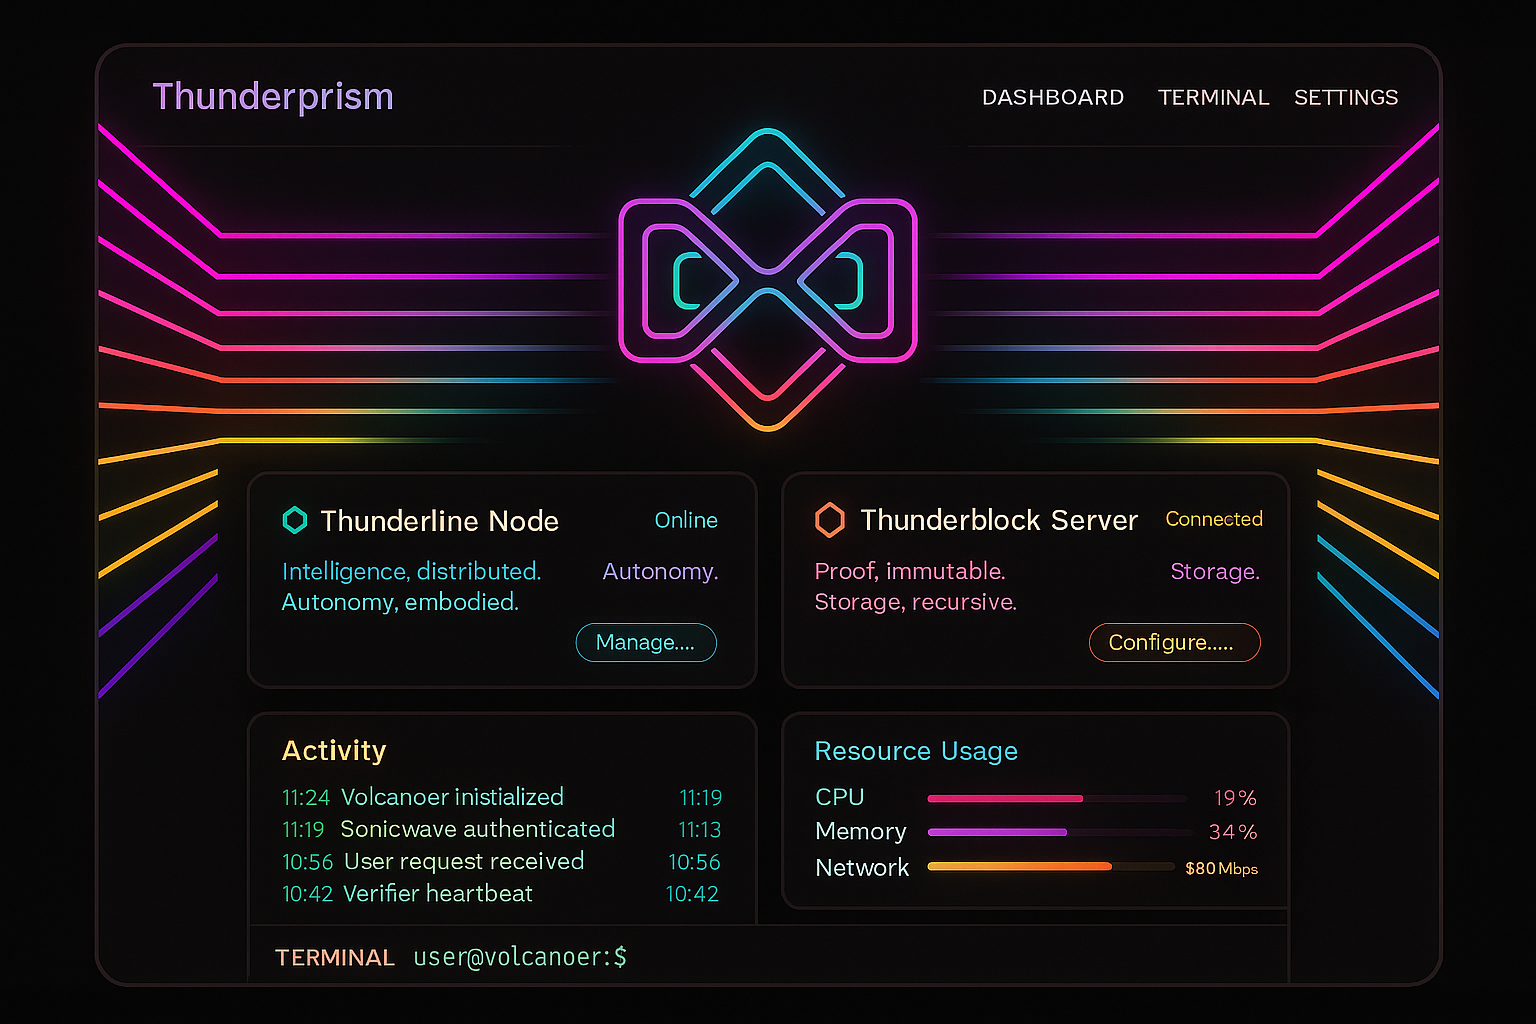 Thunderprism
DASHBOARD TERMINAL SETTINGS
Thunderline Node Online
Intelligence, distributed. Autonomy.
Autonomy, embodied.
Manage....
Thunderblock Server Connected
Proof, immutable. Storage.
Storage, recursive.
Configure.....
Activity
11:24 Volcanoer inistialized 11:19
11:19 Sonicwave authenticated 11:13
10:56 User request received 10:56
10:42 Verifier heartbeat 10:42
Resource Usage
CPU 19%
Memory 34%
Network $80 Mbps
TERMINAL user@volcanoer:$